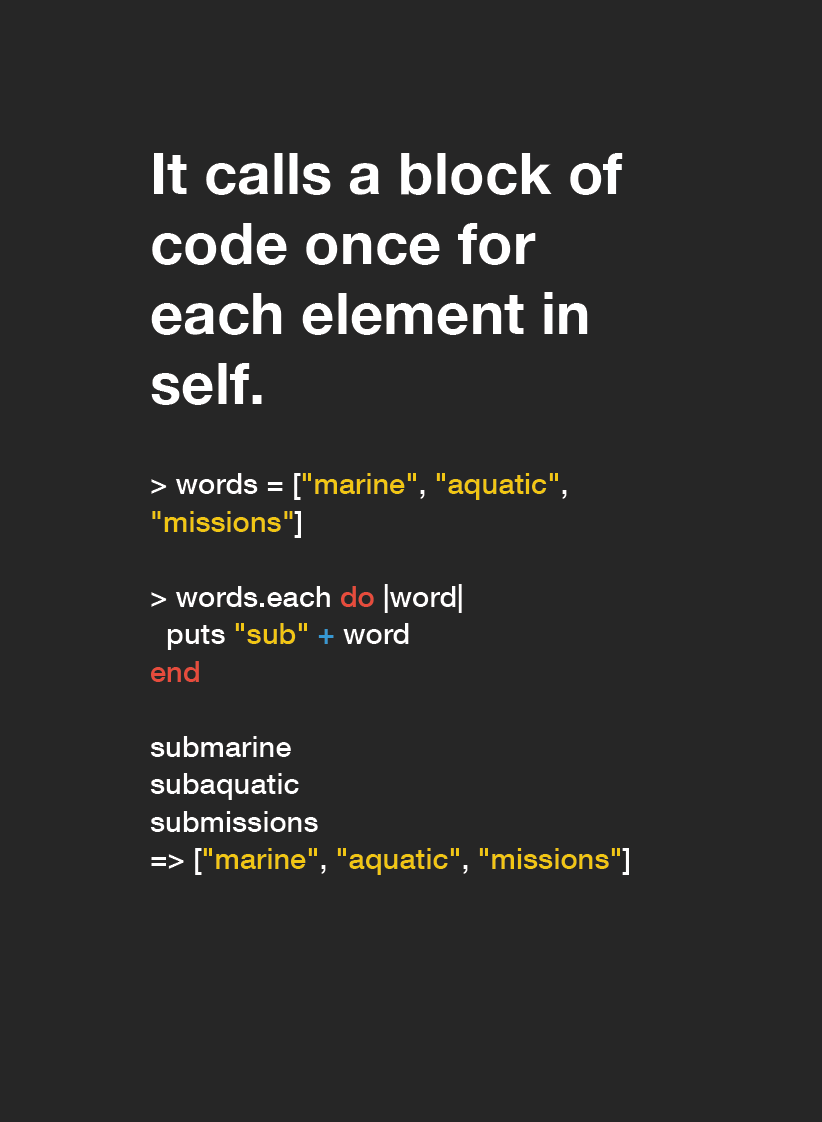 It calls a block of
code once for
each element in
self.
> words = ["marine", "aquatic",
"missions"]
> words.each do |word|
  puts "sub" + word
end
submarine
subaquatic
submissions
=> ["marine", "aquatic", "missions"]